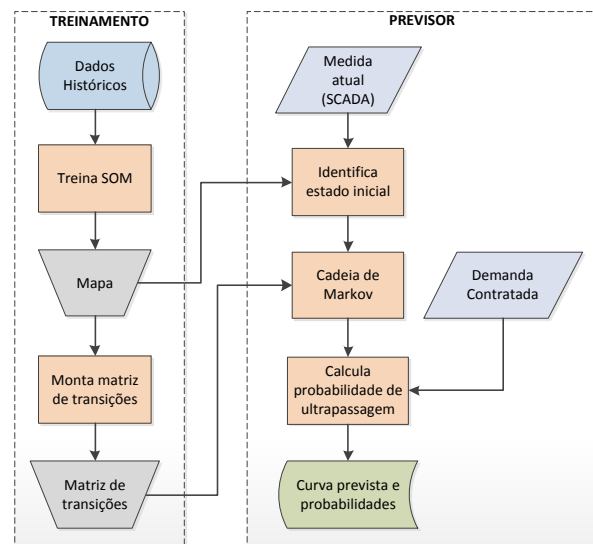 TREINAMENTO
Dados
Históricos
Treina SOM
Mapa
Monta matriz
de transições
Matriz de
transições
PREVISOR
Medida
atual
(SCADA)
Identifica
estado inicial
Cadeia de
Markov
Demanda
Contratada
Calcula
probabilidade de
ultrapassagem
Curva prevista e
probabilidades